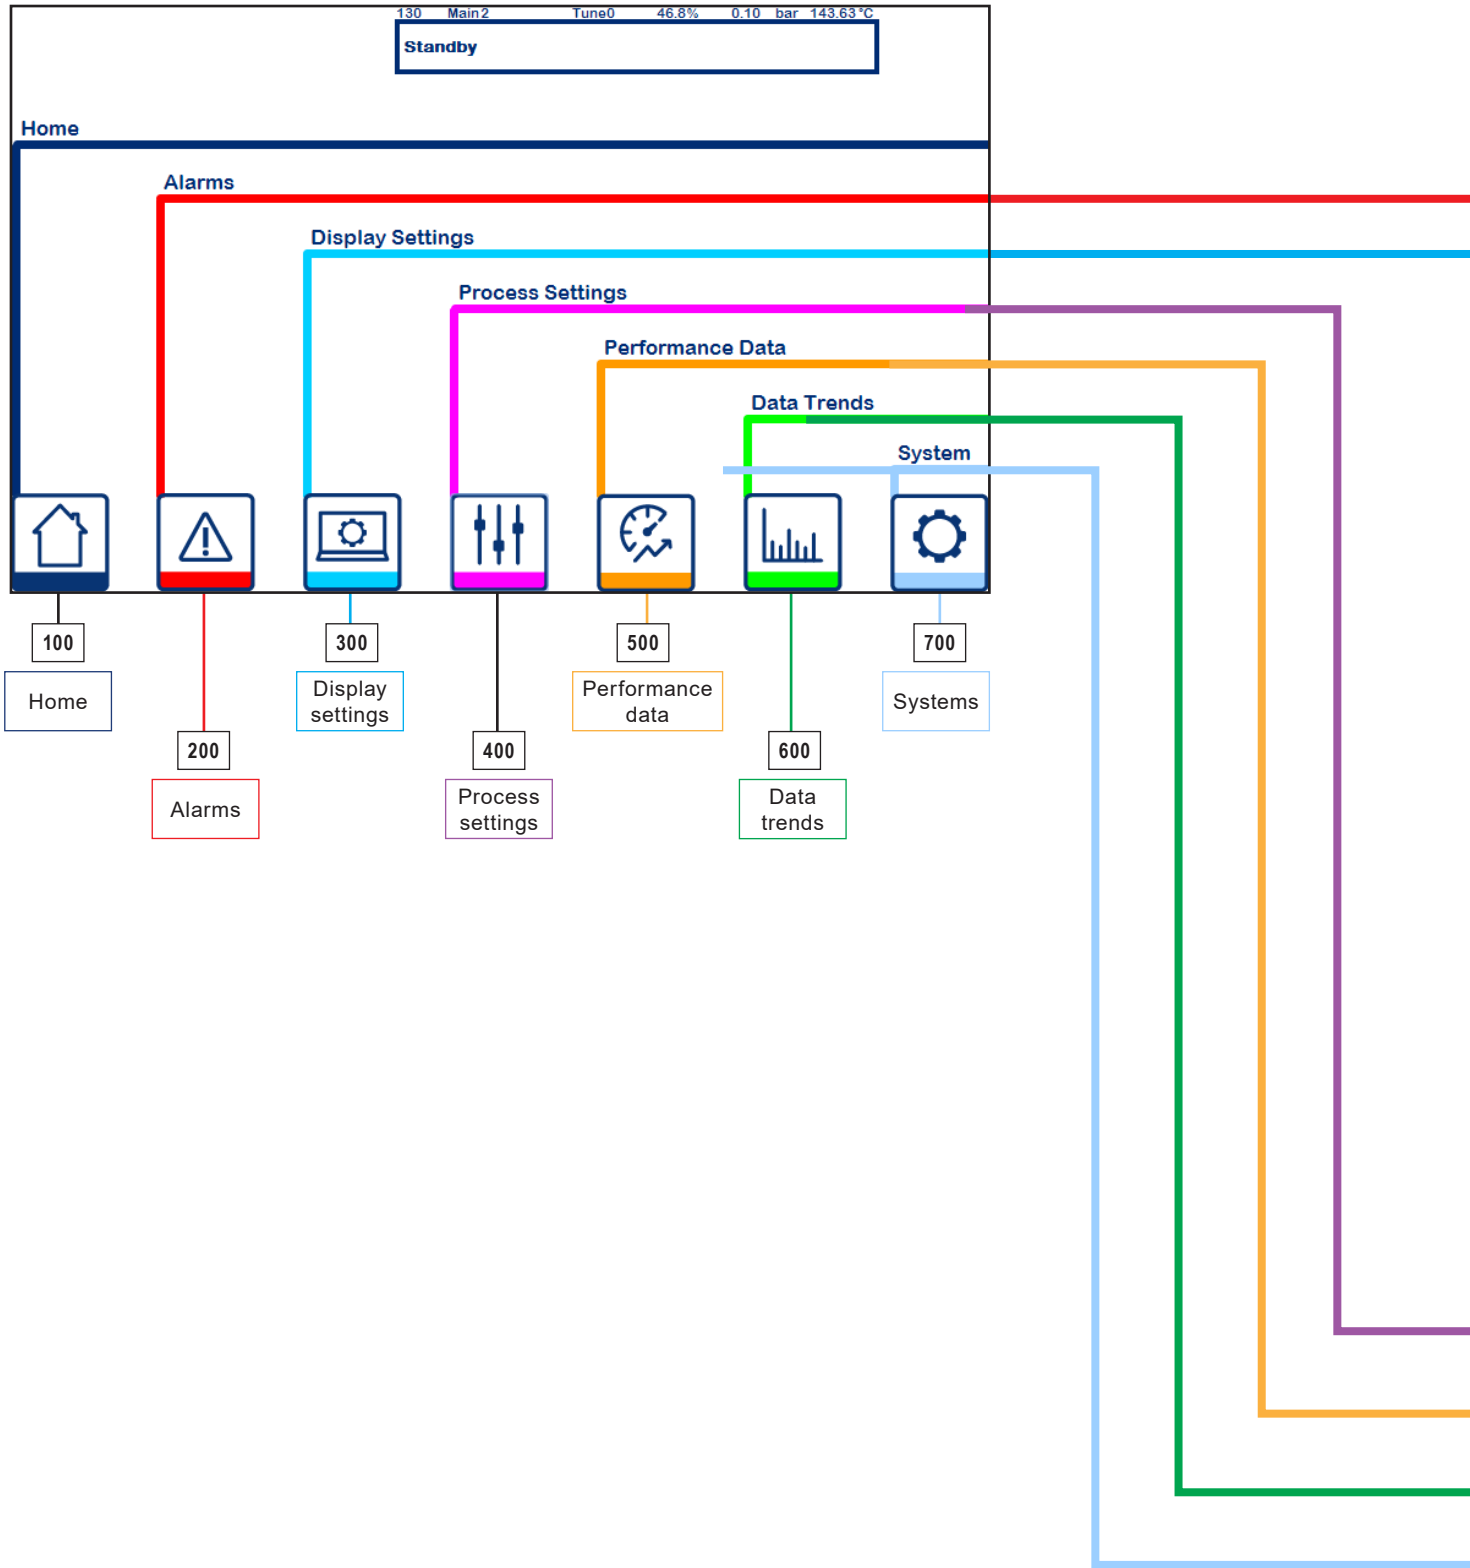 130 Main2 Tune0 46.8% 0.10 bar 143.63°C
Standby
Home
Alarms
Display Settings
Process Settings
Performance Data
Data Trends
System
100
300
500
700
Home
Display
settings
Performance
data
Systems
200
400
600
Alarms
Process
settings
Data
trends